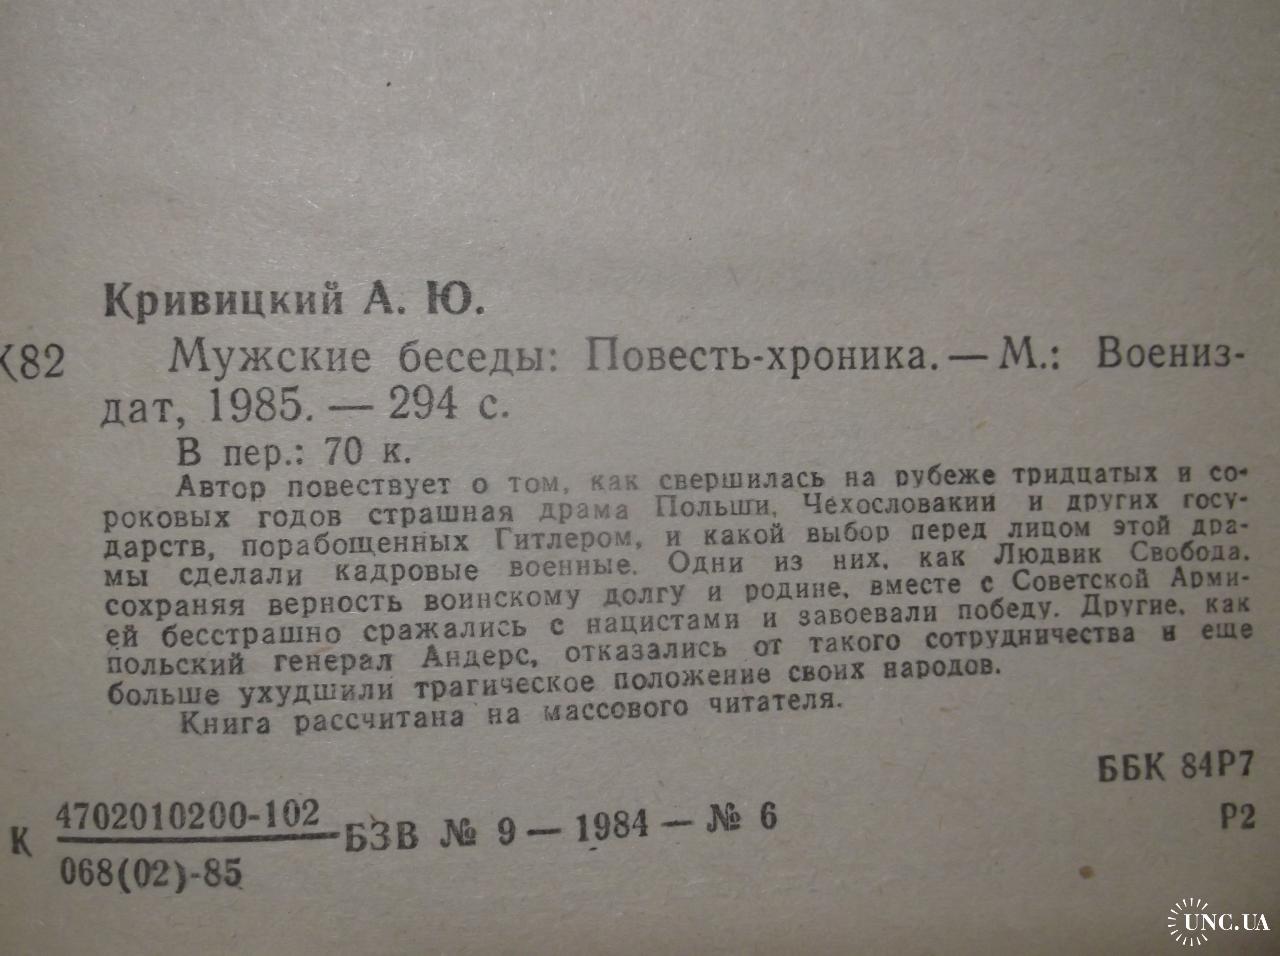 Кривицкий А. Ю.
К82 Мужские беседы: Повесть-хроника. — М.: Воениз-
дат, 1985. — 294 с.
В пер.: 70 к.
Автор повествует о том, как свершилась на рубеже тридцатых и со-
роковых годов страшная драма Польши, Чехословакии и других госу-
дарств, порабощенных Гитлером, и какой выбор перед лицом этой дра-
мы сделали кадровые военные. Одни из них, как Людвик Свобода,
сохраняя верность воинскому долгу и родине, вместе с Советской Арми-
ей бесстрашно сражались с нацистами и завоевали победу. Другие, как
польский генерал Андерс, отказались от такого сотрудничества и еще
больше ухудшили трагическое положение своих народов.
Книга рассчитана на массового читателя.
ББК 84Р7
Р2
К 4702010200-102
068(02)-85 БЗВ № 9 — 1984 — № 6
UNC.UA